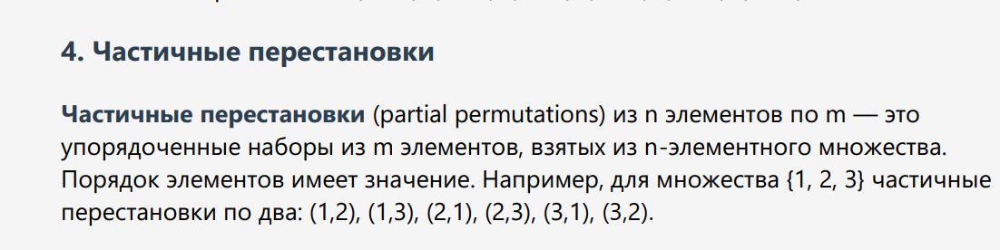 4. Частичные перестановки
Частичные перестановки (partial permutations) из n элементов по m — это
упорядоченные наборы из m элементов, взятых из n-элементного множества.
Порядок элементов имеет значение. Например, для множества {1, 2, 3} частичные
перестановки по два: (1,2), (1,3), (2,1), (2,3), (3,1), (3,2).